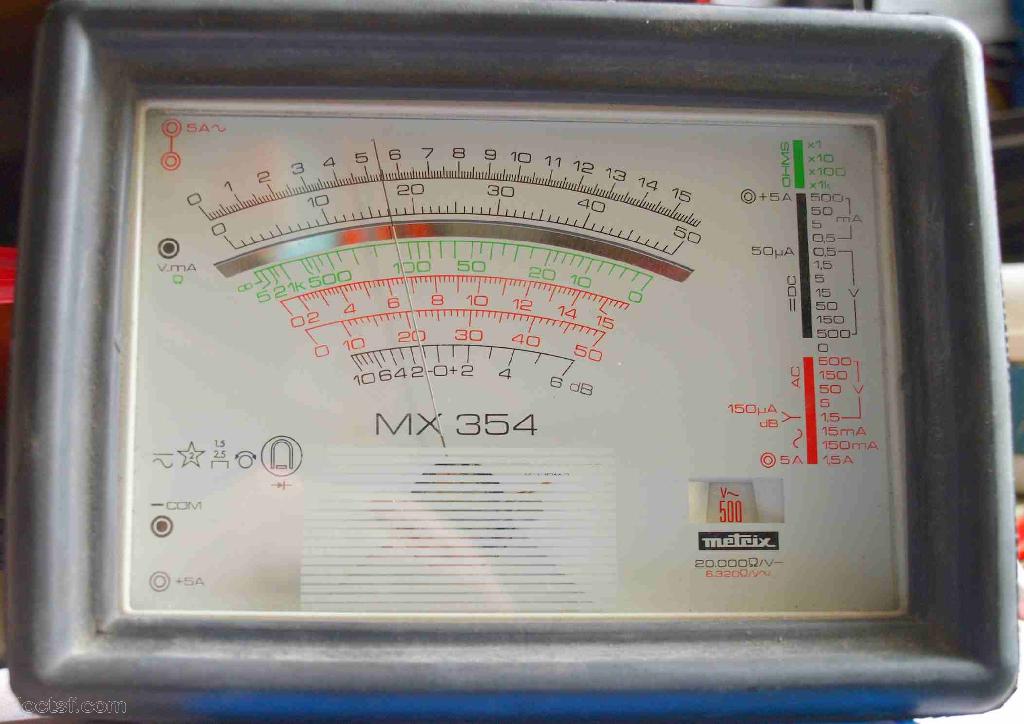 5A~
0 1 2 3 4 5 6 7 8 9 10 11 12 13 14 15
0 10 20 30 40 50
V.mA
Ω
∞ 5 2 1k 500 100 50 20 10 0
0 2 4 6 8 10 12 14 15
0 10 20 30 40 50
10 6 4 2 -0+ 2 4 6 dB
MX 354
OHMS
x1
x10
x100
x1k
+5A
500
50 mA
5
0,5
50µA
0,5
1,5
= DC
5
15 V
50
150
500
0
AC
500
150
50 V
5
150µA
dB
1,5
~
15mA
150mA
5A
1,5A
2
1,5
2,5
- COM
+5A
V~
500
metrix
20.000Ω/V-
6.320Ω/V~